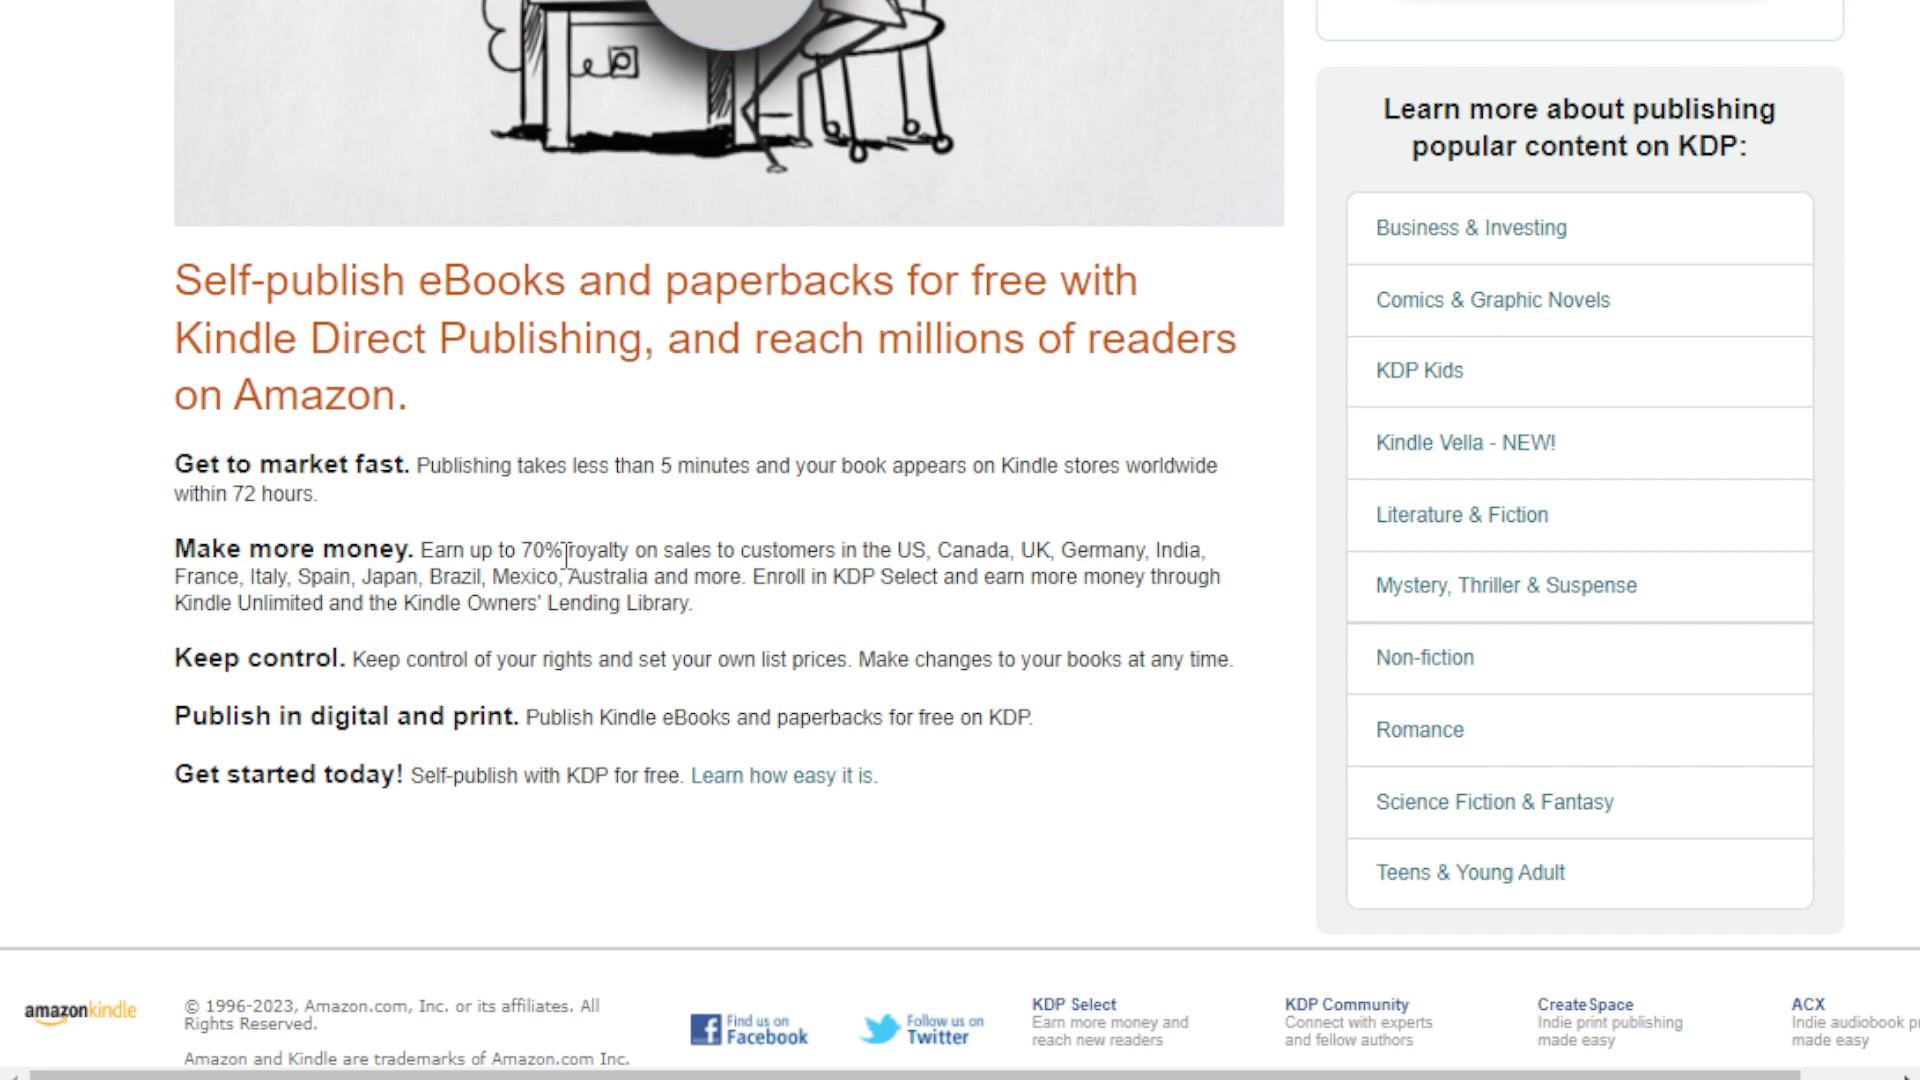 Learn more about publishing
popular content on KDP:
Business & Investing
Comics & Graphic Novels
KDP Kids
Kindle Vella - NEW!
Literature & Fiction
Mystery, Thriller & Suspense
Non-fiction
Romance
Science Fiction & Fantasy
Teens & Young Adult
Self-publish eBooks and paperbacks for free with
Kindle Direct Publishing, and reach millions of readers
on Amazon.
Get to market fast. Publishing takes less than 5 minutes and your book appears on Kindle stores worldwide
within 72 hours.
Make more money. Earn up to 70% royalty on sales to customers in the US, Canada, UK, Germany, India,
France, Italy, Spain, Japan, Brazil, Mexico, Australia and more. Enroll in KDP Select and earn more money through
Kindle Unlimited and the Kindle Owners' Lending Library.
Keep control. Keep control of your rights and set your own list prices. Make changes to your books at any time.
Publish in digital and print. Publish Kindle eBooks and paperbacks for free on KDP.
Get started today! Self-publish with KDP for free. Learn how easy it is.
amazonkindle
© 1996-2023, Amazon.com, Inc. or its affiliates. All
Rights Reserved.
Amazon and Kindle are trademarks of Amazon.com Inc.
Find us on
Facebook
Follow us on
Twitter
KDP Select
Earn more money and
reach new readers
KDP Community
Connect with experts
and fellow authors
CreateSpace
Indie print publishing
made easy
ACX
Indie audiobook
made easy